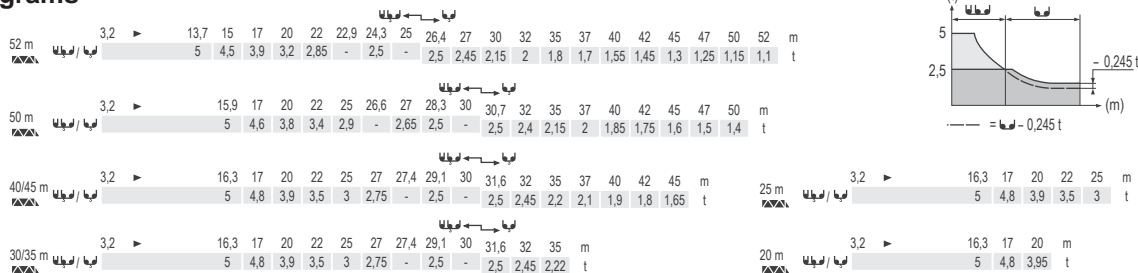 grams
3,2 ► 13,7 15 17 20 22 22,9 24,3 25 26,4 27 30 32 35 37 40 42 45 47 50 52 m
52 m / 5 4,5 3,9 3,2 2,85 - 2,5 - 2,5 2,45 2,15 2 1,8 1,7 1,55 1,45 1,3 1,25 1,15 1,1 t
3,2 ► 15,9 17 20 22 25 26,6 27 28,3 30 30,7 32 35 37 40 42 45 47 50 m
50 m / 5 4,6 3,8 3,4 2,9 - 2,65 2,5 - 2,5 2,4 2,15 2 1,85 1,75 1,6 1,5 1,4 t
3,2 ► 16,3 17 20 22 25 27 27,4 29,1 30 31,6 32 35 37 40 42 45 m
40/45 m / 5 4,8 3,9 3,5 3 2,75 - 2,5 - 2,5 2,45 2,2 2,1 1,9 1,8 1,65 t
3,2 ► 16,3 17 20 22 25 27 27,4 29,1 30 31,6 32 35 m
30/35 m / 5 4,8 3,9 3,5 3 2,75 - 2,5 - 2,5 2,45 2,22 t
5
2,5
– 0,245 t
(m)
= – 0,245 t
3,2 ► 16,3 17 20 22 25 m
25 m / 5 4,8 3,9 3,5 3 t
3,2 ► 16,3 17 20 m
20 m / 5 4,8 3,95 t